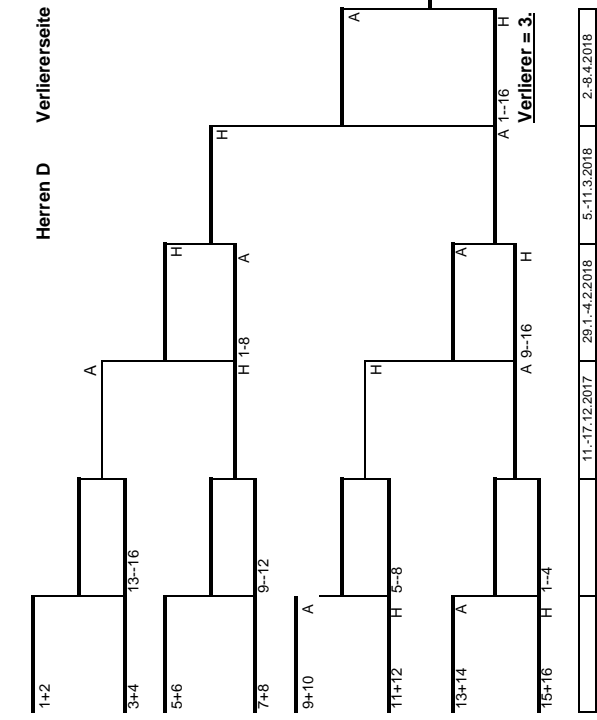 Herren D Verliererseite
1+2
3+4
13--16
A
5+6
7+8
9--12
H 1-8
H
A
H
9+10
A
11+12
H
5--8
H
13+14
A
15+16
H
1--4
A 9--16
A
H
A 1--16
A
H
Verlierer = 3.
11.-17.12.2017
29.1.-4.2.2018
5.-11.3.2018
2.-8.4.2018